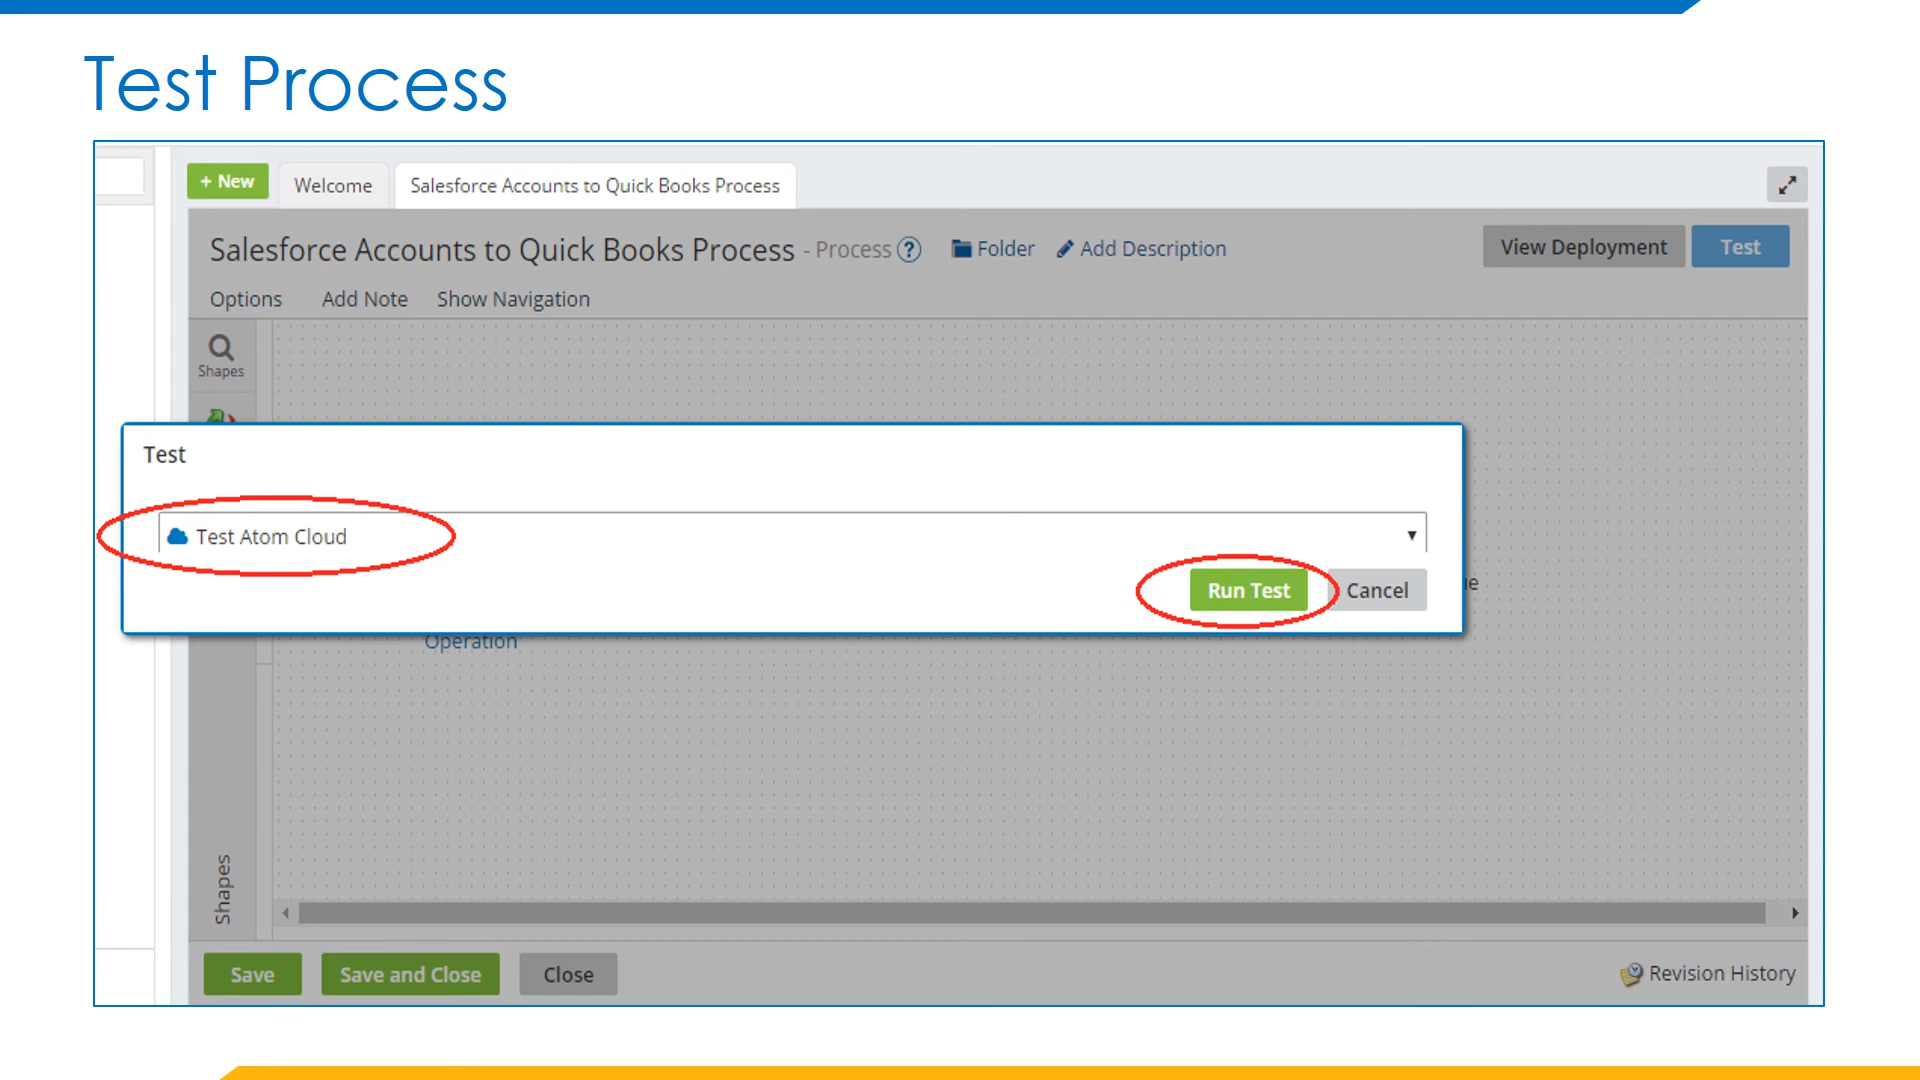 Test Process
+ New
Welcome
Salesforce Accounts to Quick Books Process
Salesforce Accounts to Quick Books Process - Process ?
Folder
Add Description
View Deployment
Test
Options
Add Note
Show Navigation
Shapes
Test
Test Atom Cloud
Run Test
Cancel
Operation
Shapes
Save
Save and Close
Close
Revision History